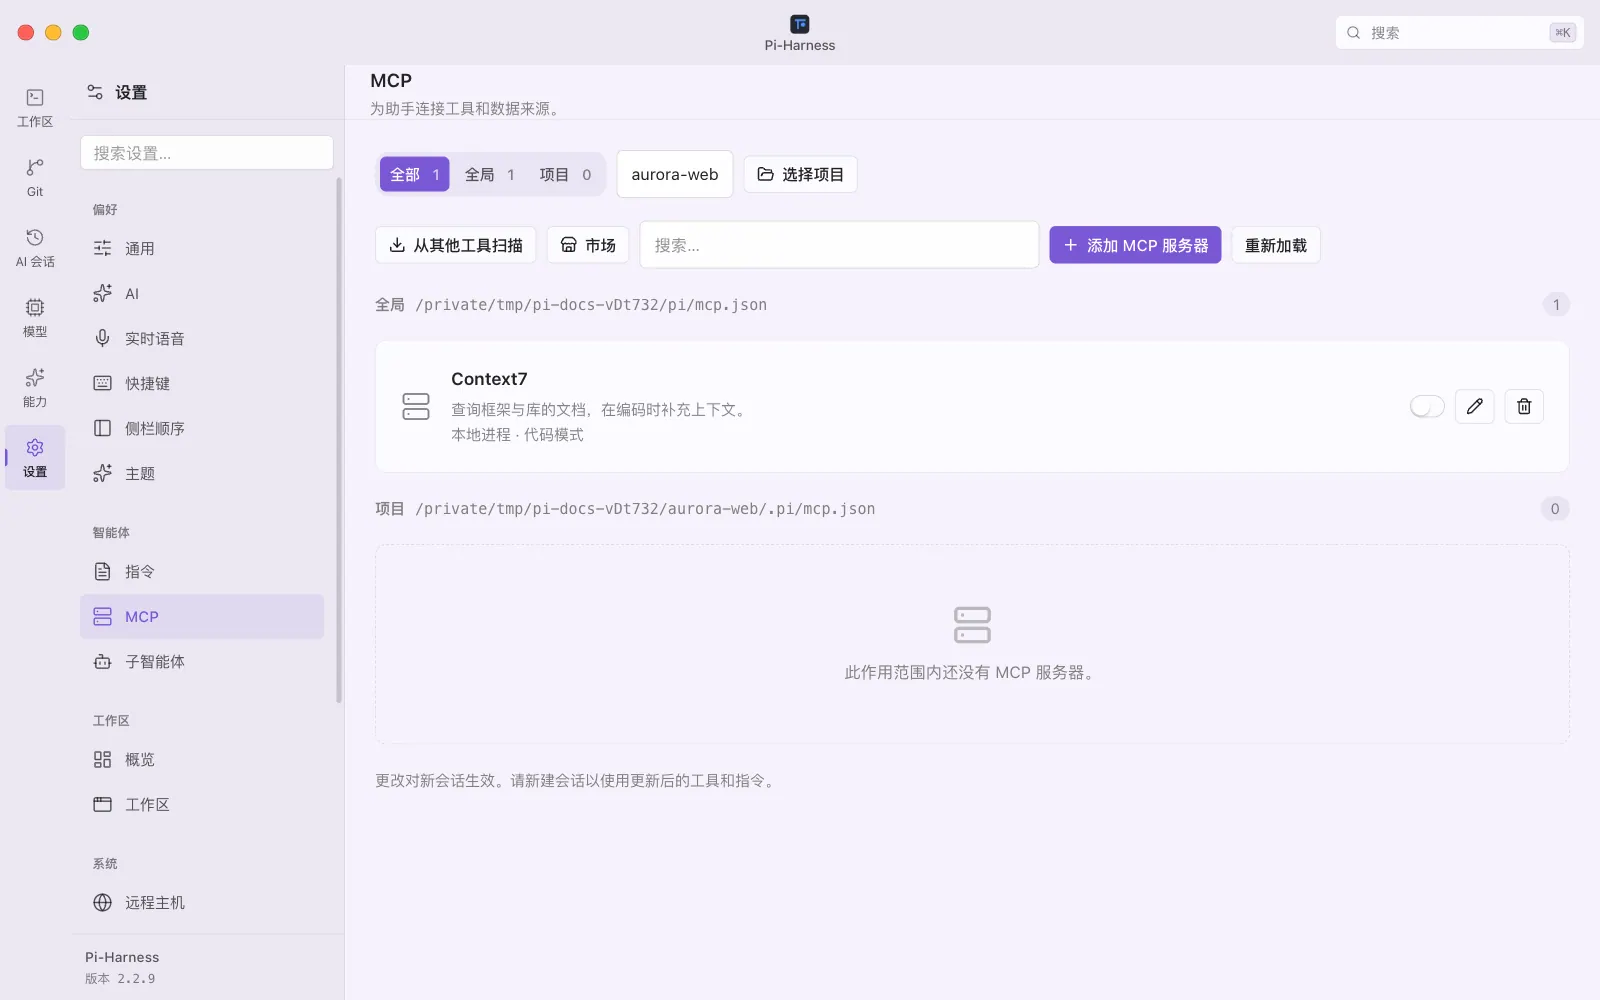 Pi-Harness
搜索
⌘K
工作区
Git
AI 会话
模型
能力
设置
设置
搜索设置...
偏好
通用
AI
实时语音
快捷键
侧栏顺序
主题
智能体
指令
MCP
子智能体
工作区
概览
工作区
系统
远程主机
Pi-Harness
版本 2.2.9
MCP
为助手连接工具和数据来源。
全部 1 全局 1 项目 0 aurora-web 选择项目
从其他工具扫描 市场 搜索... + 添加 MCP 服务器 重新加载
全局 /private/tmp/pi-docs-vDt732/pi/mcp.json 1
Context7
查询框架与库的文档，在编码时补充上下文。
本地进程 · 代码模式
项目 /private/tmp/pi-docs-vDt732/aurora-web/.pi/mcp.json 0
此作用范围内还没有 MCP 服务器。
更改对新会话生效。请新建会话以使用更新后的工具和指令。